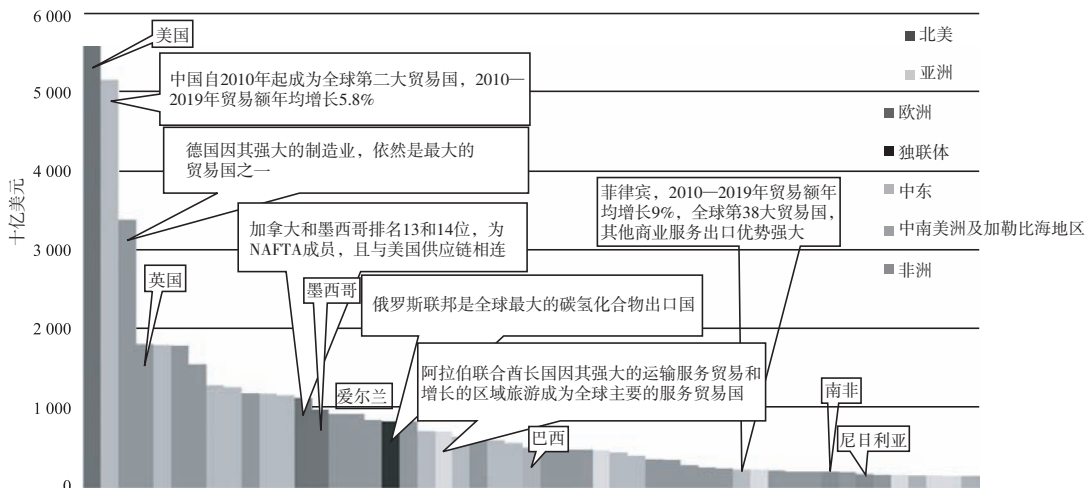 十亿美元
6 000
5 000
4 000
3 000
2 000
1 000
0
美国
中国自2010年起成为全球第二大贸易国，2010—
2019年贸易额年均增长5.8%
德国因其强大的制造业，依然是最大的
贸易国之一
加拿大和墨西哥排名13和14位，为
NAFTA成员，且与美国供应链相连
菲律宾，2010—2019年贸易额年
均增长9%，全球第38大贸易国，
其他商业服务出口优势强大
英国
墨西哥
俄罗斯联邦是全球最大的碳氢化合物出口国
爱尔兰
阿拉伯联合酋长国因其强大的运输服务贸易和
增长的区域旅游成为全球主要的服务贸易国
巴西
南非
尼日利亚
北美
亚洲
欧洲
独联体
中东
中南美洲及加勒比海地区
非洲